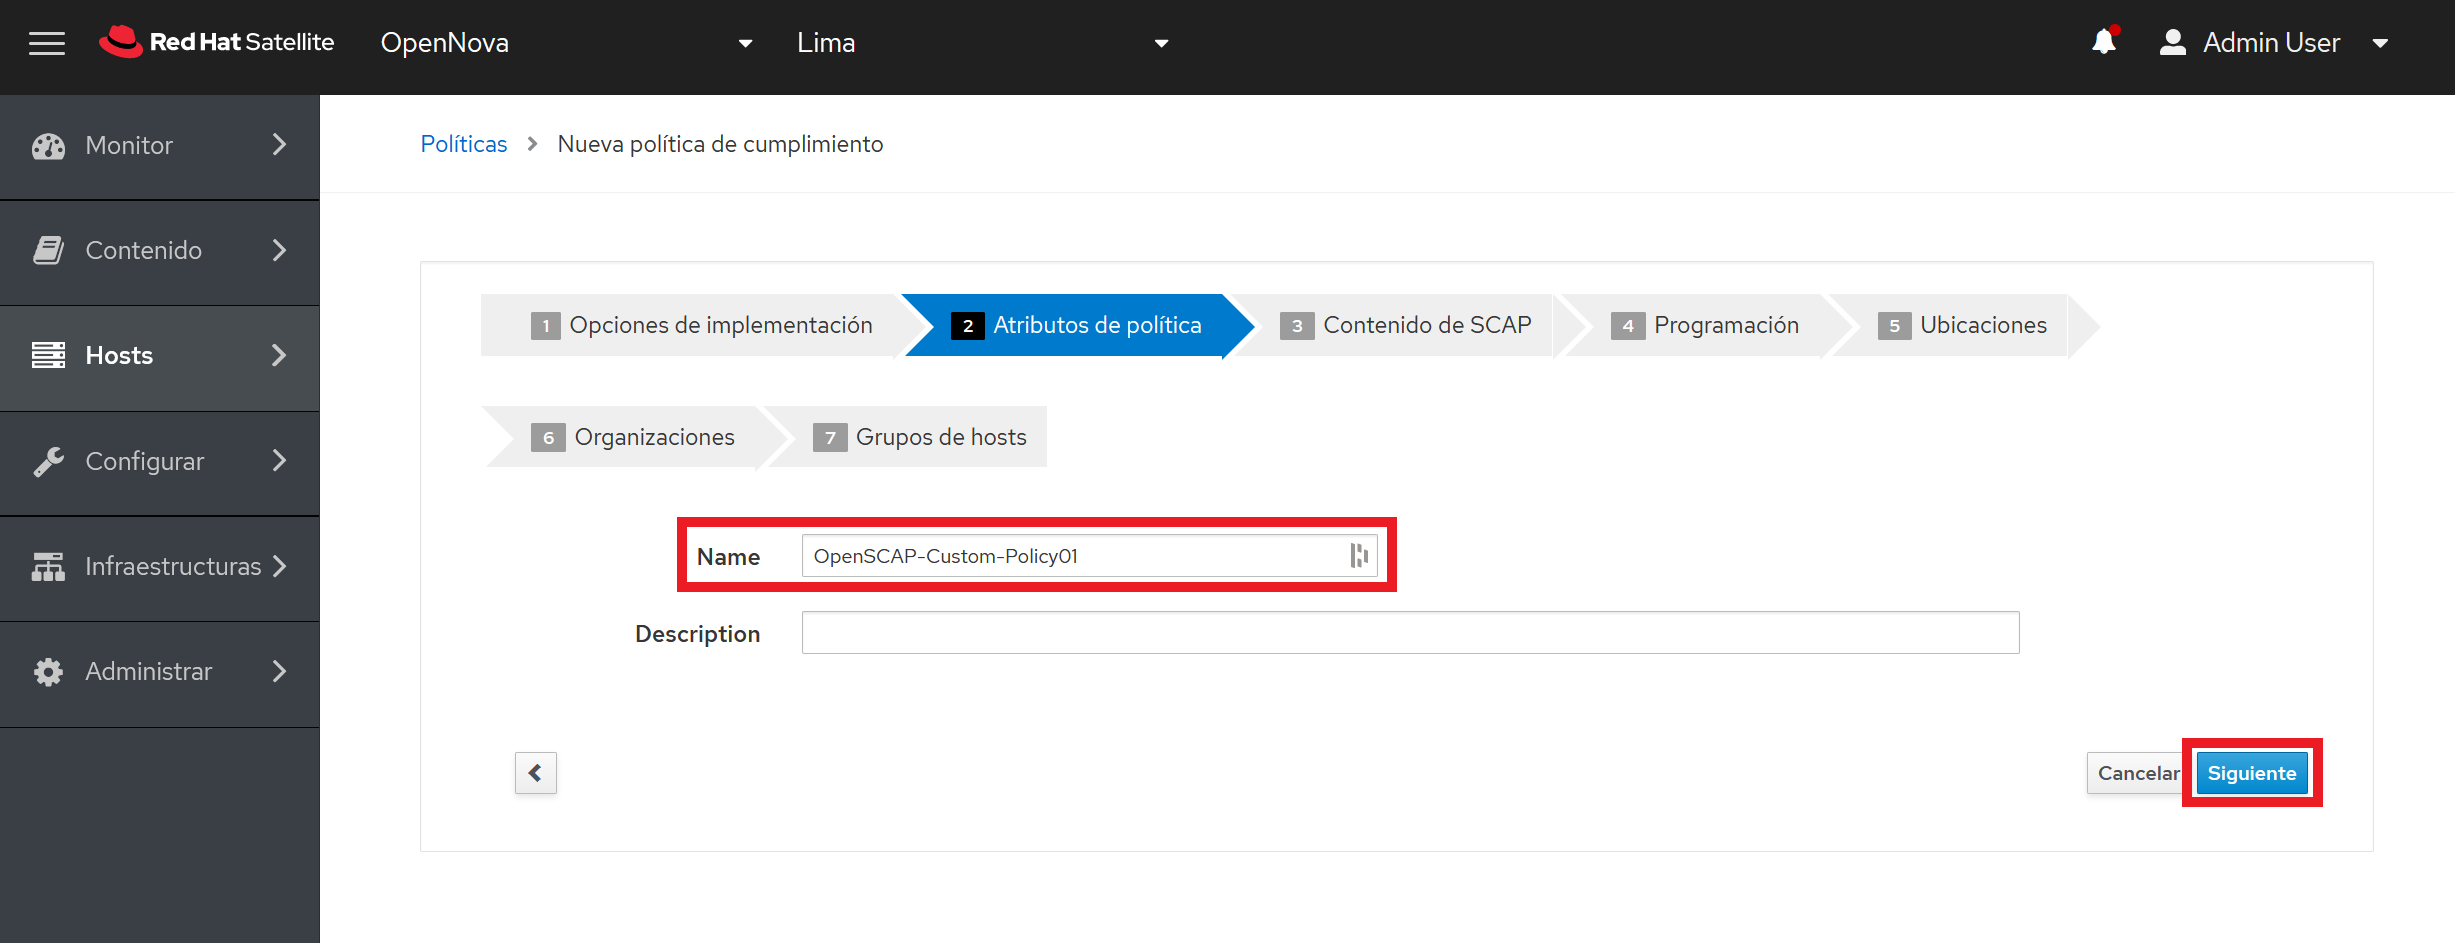 Red Hat Satellite OpenNova Lima Admin User
Monitor
Contenido
Hosts
Configurar
Infraestructuras
Administrar
Políticas > Nueva política de cumplimiento
1 Opciones de implementación 2 Atributos de política 3 Contenido de SCAP 4 Programación 5 Ubicaciones
6 Organizaciones 7 Grupos de hosts
Name OpenSCAP-Custom-Policy01
Description
Cancelar Siguiente